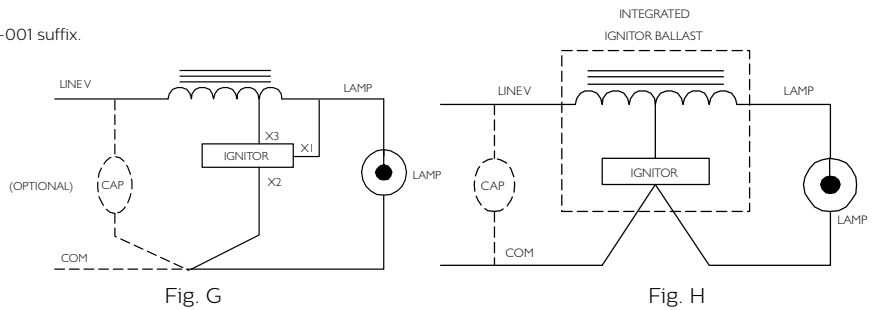 -001 suffix.
LINE V
LAMP
X3
IGNITOR
X1
X2
(OPTIONAL)
CAP
LAMP
COM
Fig. G
INTEGRATED
IGNITOR BALLAST
LINE V
LAMP
IGNITOR
CAP
LAMP
COM
Fig. H